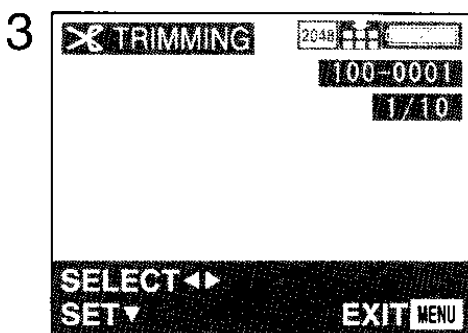 3
TRIMMING 2048
100-0001
1/10
SELECT◀▶
SET▼ EXIT MENU